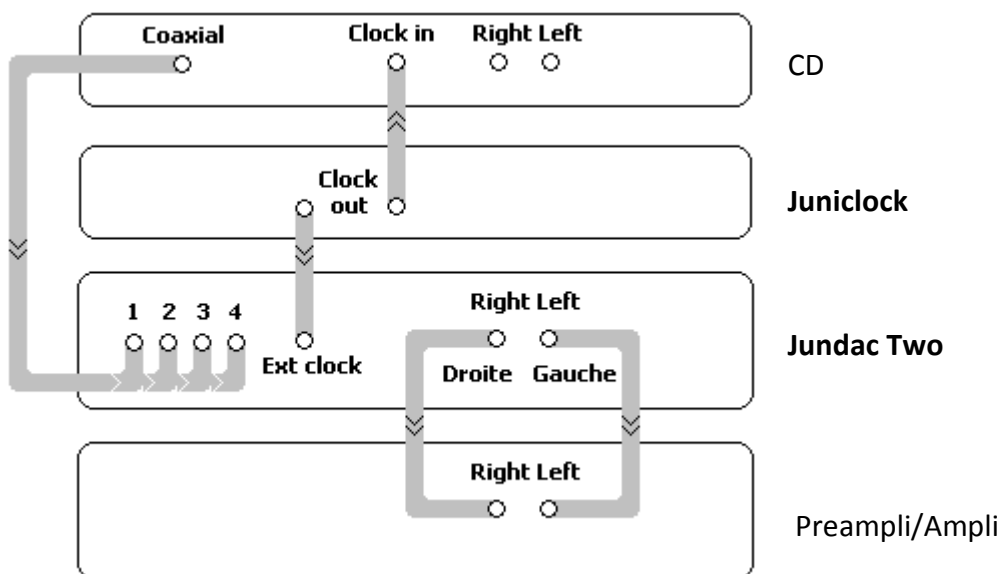 Coaxial Clock in Right Left
CD
Clock
out
Juniclock
1 2 3 4 Right Left
Ext clock
Droite Gauche
Jundac Two
Right Left
Preampli/Ampli